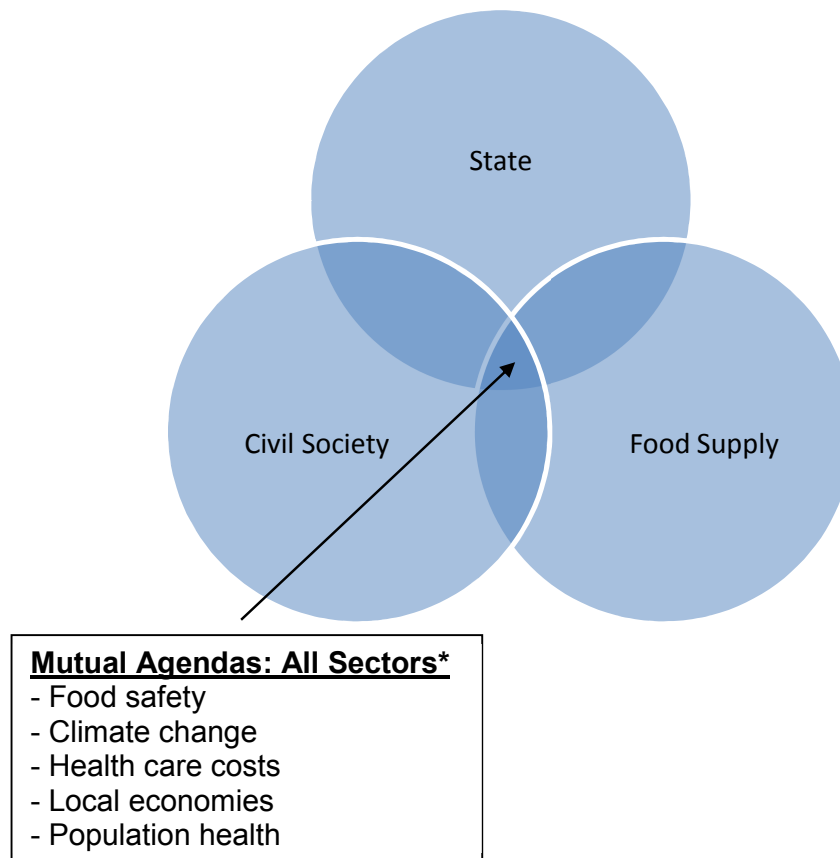 State
Civil Society
Food Supply
Mutual Agendas: All Sectors*
- Food safety
- Climate change
- Health care costs
- Local economies
- Population health